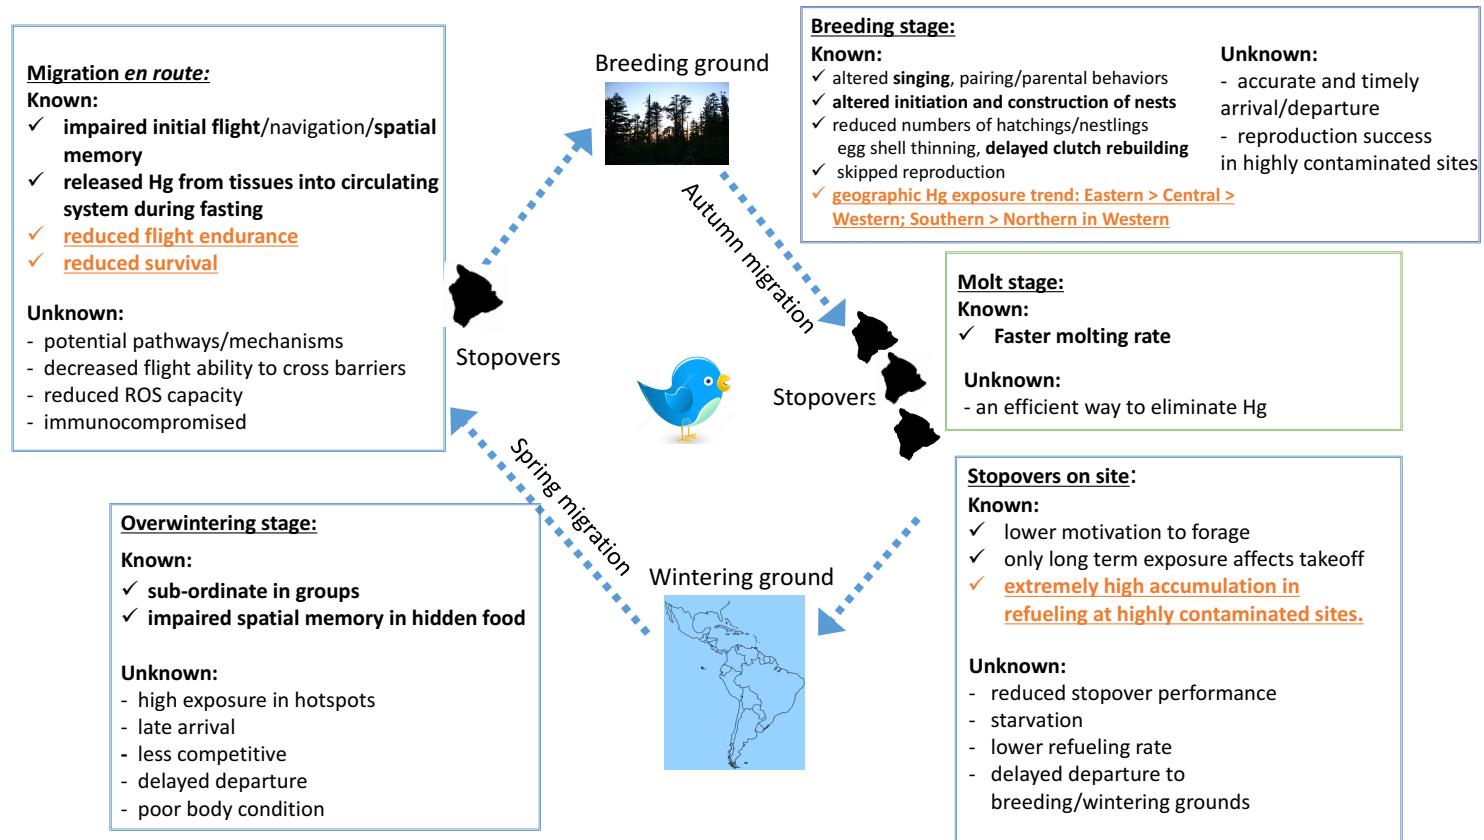 Migration en route:
Known:
✓ impaired initial flight/navigation/spatial
memory
✓ released Hg from tissues into circulating
system during fasting
✓ reduced flight endurance
✓ reduced survival
Unknown:
- potential pathways/mechanisms
- decreased flight ability to cross barriers
- reduced ROS capacity
- immunocompromised
Breeding ground
Breeding stage:
Known:
✓ altered singing, pairing/parental behaviors
✓ altered initiation and construction of nests
✓ reduced numbers of hatchings/nestlings
egg shell thinning, delayed clutch rebuilding
✓ skipped reproduction
✓ geographic Hg exposure trend: Eastern > Central >
Western; Southern > Northern in Western
Unknown:
- accurate and timely
arrival/departure
- reproduction success
in highly contaminated sites
Autumn migration
Stopovers
Stopovers
Molt stage:
Known:
✓ Faster molting rate
Unknown:
- an efficient way to eliminate Hg
Spring migration
Overwintering stage:
Known:
✓ sub-ordinate in groups
✓ impaired spatial memory in hidden food
Unknown:
- high exposure in hotspots
- late arrival
- less competitive
- delayed departure
- poor body condition
Wintering ground
Stopovers on site:
Known:
✓ lower motivation to forage
✓ only long term exposure affects takeoff
✓ extremely high accumulation in
refueling at highly contaminated sites.
Unknown:
- reduced stopover performance
- starvation
- lower refueling rate
- delayed departure to
breeding/wintering grounds